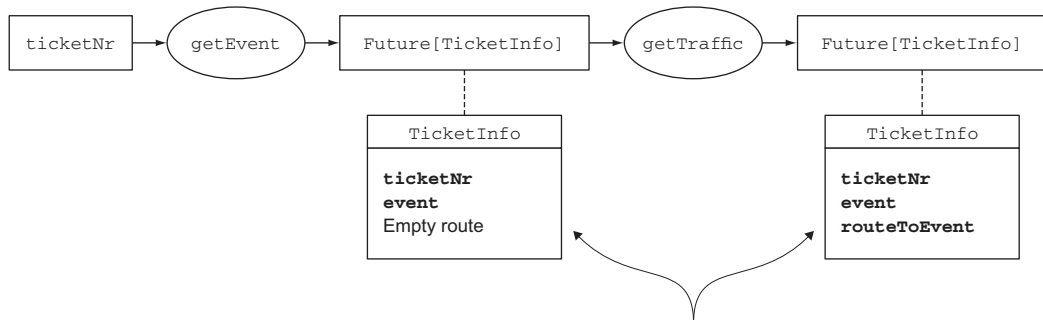 ticketNr
getEvent
Future[TicketInfo]
getTraffic
Future[TicketInfo]
TicketInfo
ticketNr
event
Empty route
TicketInfo
ticketNr
event
routeToEvent